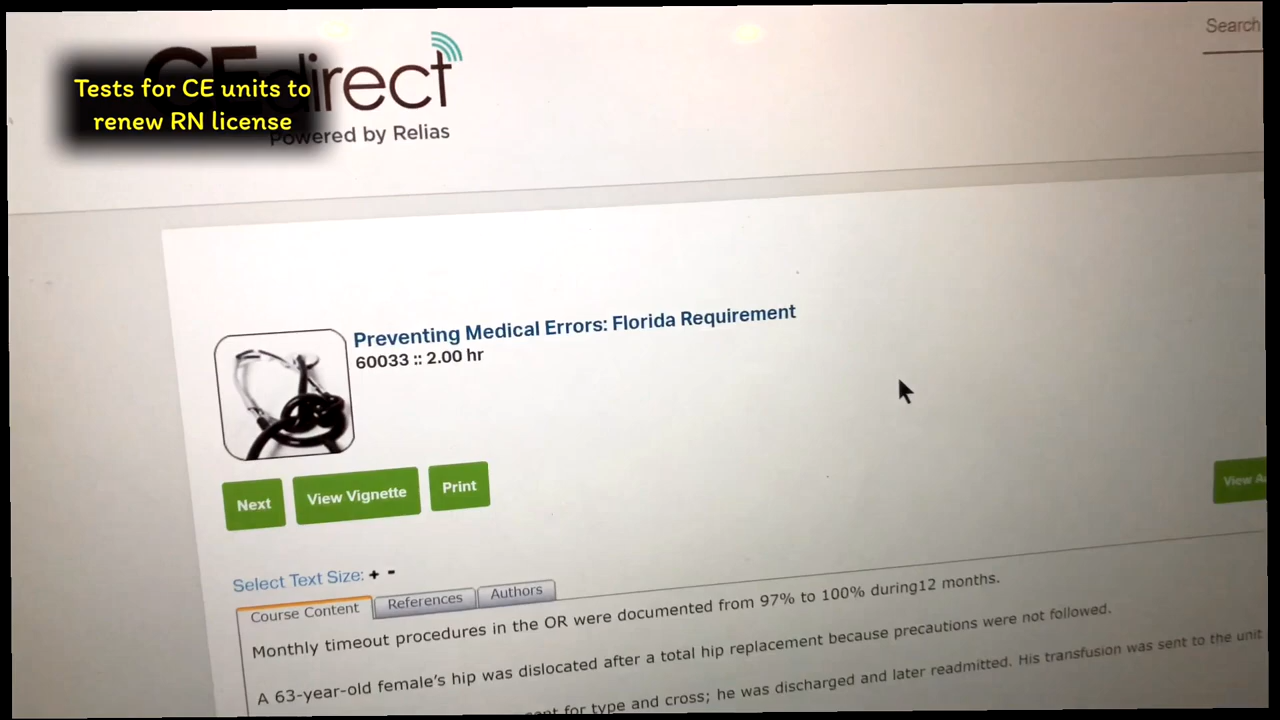 Search
CEdirect
Tests for CE units to
renew RN license
Powered by Relias
Preventing Medical Errors: Florida Requirement
60033 :: 2.00 hr
Next
View Vignette
Print
View
Select Text Size: + -
Course Content
References
Authors
Monthly timeout procedures in the OR were documented from 97% to 100% during12 months.
A 63-year-old female's hip was dislocated after a total hip replacement because precautions were not followed.
for type and cross; he was discharged and later readmitted. His transfusion was sent to the unit